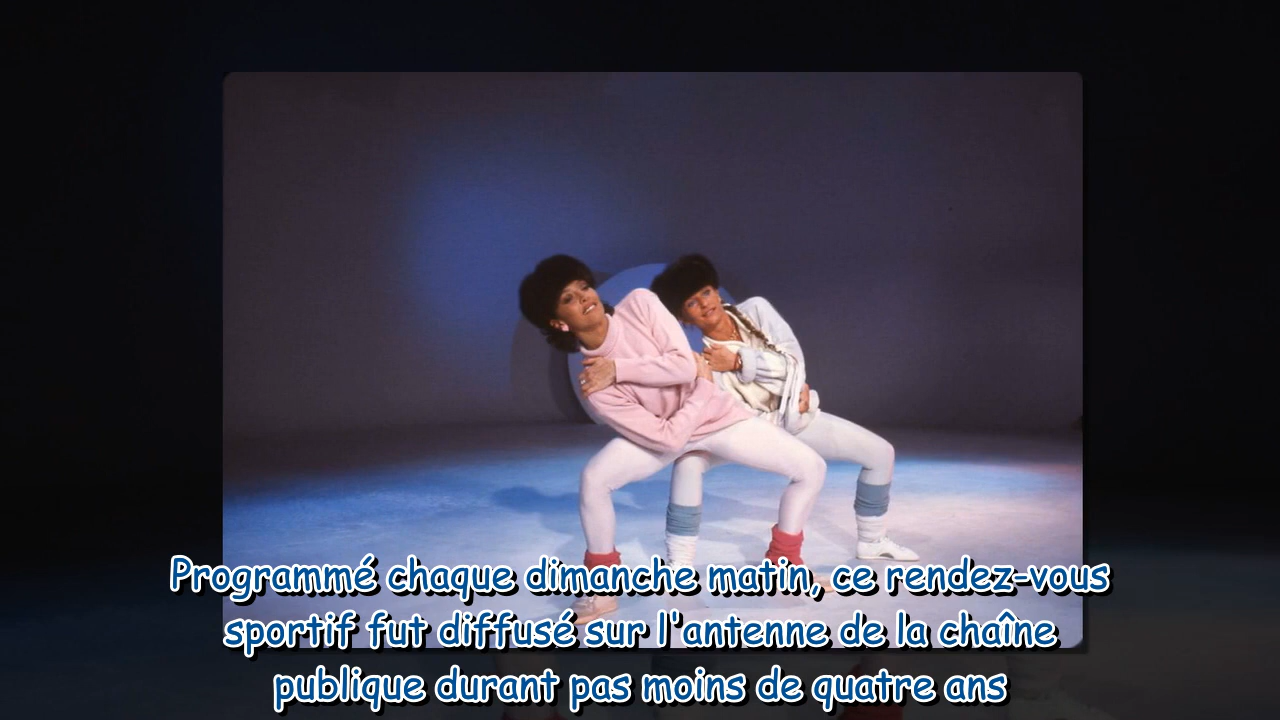 Programmé chaque dimanche matin, ce rendez-vous
sportif fut diffusé sur l'antenne de la chaîne
publique durant pas moins de quatre ans